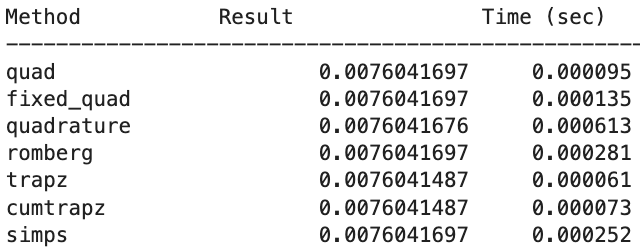 Method Result Time (sec)
------------------------------------------------------------
quad 0.0076041697 0.000095
fixed_quad 0.0076041697 0.000135
quadrature 0.0076041676 0.000613
romberg 0.0076041697 0.000281
trapz 0.0076041487 0.000061
cumtrapz 0.0076041487 0.000073
simps 0.0076041697 0.000252